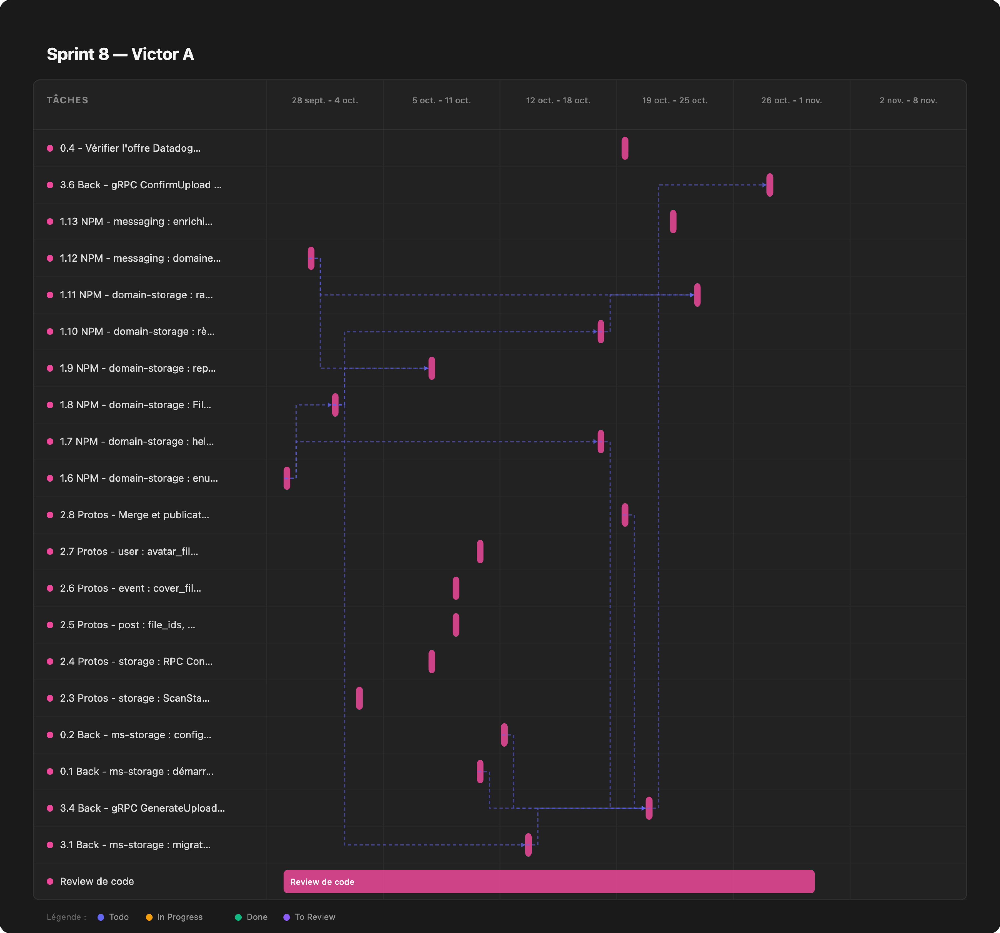 Sprint 8 — Victor A
TÂCHES
28 sept. - 4 oct.
5 oct. - 11 oct.
12 oct. - 18 oct.
19 oct. - 25 oct.
26 oct. - 1 nov.
2 nov. - 8 nov.
0.4 - Vérifier l'offre Datadog...
3.6 Back - gRPC ConfirmUpload ...
1.13 NPM - messaging : enrichi...
1.12 NPM - messaging : domaine...
1.11 NPM - domain-storage : ra...
1.10 NPM - domain-storage : rè...
1.9 NPM - domain-storage : rep...
1.8 NPM - domain-storage : Fil...
1.7 NPM - domain-storage : hel...
1.6 NPM - domain-storage : enu...
2.8 Protos - Merge et publicat...
2.7 Protos - user : avatar_fil...
2.6 Protos - event : cover_fil...
2.5 Protos - post : file_ids, ...
2.4 Protos - storage : RPC Con...
2.3 Protos - storage : ScanSta...
0.2 Back - ms-storage : config...
0.1 Back - ms-storage : démarr...
3.4 Back - gRPC GenerateUpload...
3.1 Back - ms-storage : migrat...
Review de code
Review de code
Légende :
Todo
In Progress
Done
To Review